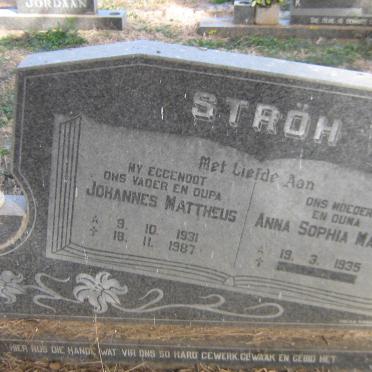 JORDAAN
STRÖH
Met Liefde Aan
MY EGGENOOT
ONS VADER EN OUPA
JOHANNES MATTHEUS
* 9. 10. 1931
† 18. 11. 1987
ONS MOEDER
EN OUMA
ANNA SOPHIA MA
* 19. 3. 1935
†
HIER RUS DIE HANDE WAT VIR ONS SO HARD GEWERK, GEWAAK EN GEBID HET